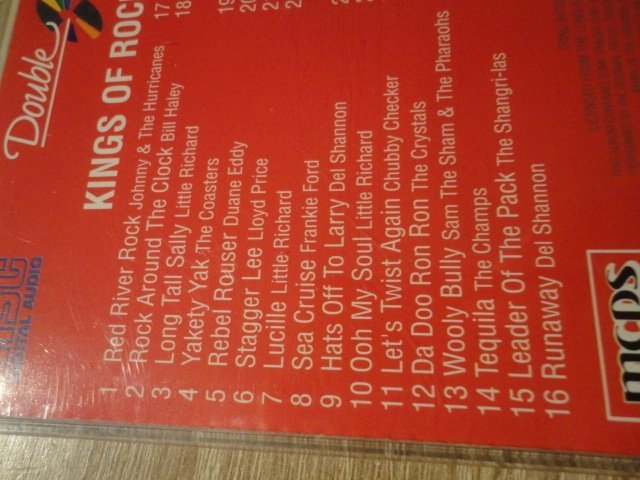 Double
KINGS OF ROC
DIGITAL AUDIO
1 Red River Rock Johnny & The Hurricanes
2 Rock Around The Clock Bill Haley
3 Long Tall Sally Little Richard
4 Yakety Yak The Coasters
5 Rebel Rouser Duane Eddy
6 Stagger Lee Lloyd Price
7 Lucille Little Richard
8 Sea Cruise Frankie Ford
9 Hats Off To Larry Del Shannon
10 Ooh My Soul Little Richard
11 Let's Twist Again Chubby Checker
12 Da Doo Ron Ron The Crystals
13 Wooly Bully Sam The Sham & The Pharaohs
14 Tequila The Champs
15 Leader Of The Pack The Shangri-las
16 Runaway Del Shannon
17
18
mcps